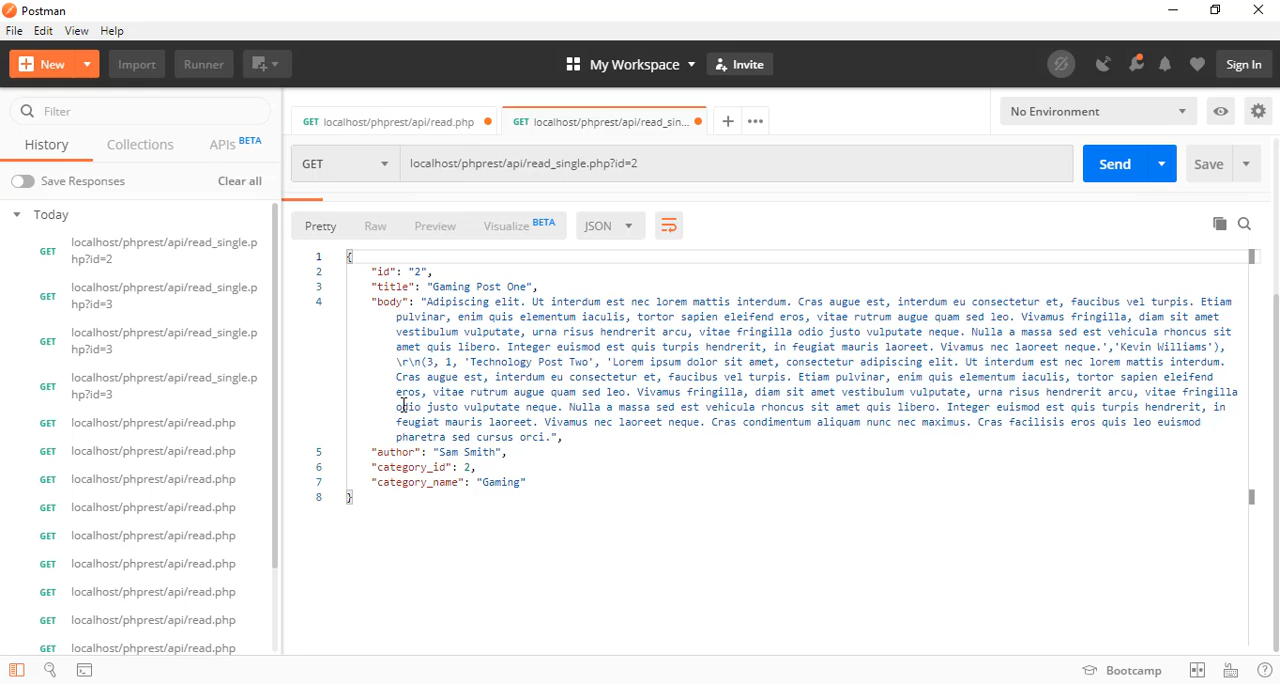 Postman
File Edit View Help
New Import Runner My Workspace Invite Sign In
Filter
History Collections APIs BETA
Save Responses Clear all
Today
GET localhost/phprest/api/read_single.p
hp?id=2
GET localhost/phprest/api/read_single.p
hp?id=3
GET localhost/phprest/api/read_single.p
hp?id=3
GET localhost/phprest/api/read_single.p
hp?id=3
GET localhost/phprest/api/read.php
GET localhost/phprest/api/read.php
GET localhost/phprest/api/read.php
GET localhost/phprest/api/read.php
GET localhost/phprest/api/read.php
GET localhost/phprest/api/read.php
GET localhost/phprest/api/read.php
GET localhost/phprest/api/read.php
GET localhost/phprest/api/read.php
GET localhost/phprest/api/read.php GET localhost/phprest/api/read_sin... + ••• No Environment
GET localhost/phprest/api/read_single.php?id=2 Send Save
Pretty Raw Preview Visualize BETA JSON
1 {
2 "id": "2",
3 "title": "Gaming Post One",
4 "body": "Adipiscing elit. Ut interdum est nec lorem mattis interdum. Cras augue est, interdum eu consectetur et, faucibus vel turpis. Etiam
pulvinar, enim quis elementum iaculis, tortor sapien eleifend eros, vitae rutrum augue quam sed leo. Vivamus fringilla, diam sit amet
vestibulum vulputate, urna risus hendrerit arcu, vitae fringilla odio justo vulputate neque. Nulla a massa sed est vehicula rhoncus sit
amet quis libero. Integer euismod est quis turpis hendrerit, in feugiat mauris laoreet. Vivamus nec laoreet neque.','Kevin Williams'),
\r\n(3, 1, 'Technology Post Two', 'Lorem ipsum dolor sit amet, consectetur adipiscing elit. Ut interdum est nec lorem mattis interdum.
Cras augue est, interdum eu consectetur et, faucibus vel turpis. Etiam pulvinar, enim quis elementum iaculis, tortor sapien eleifend
eros, vitae rutrum augue quam sed leo. Vivamus fringilla, diam sit amet vestibulum vulputate, urna risus hendrerit arcu, vitae fringilla
odio justo vulputate neque. Nulla a massa sed est vehicula rhoncus sit amet quis libero. Integer euismod est quis turpis hendrerit, in
feugiat mauris laoreet. Vivamus nec laoreet neque. Cras condimentum aliquam nunc nec maximus. Cras facilisis eros quis leo euismod
pharetra sed cursus orci.",
5 "author": "Sam Smith",
6 "category_id": 2,
7 "category_name": "Gaming"
8 }
Bootcamp